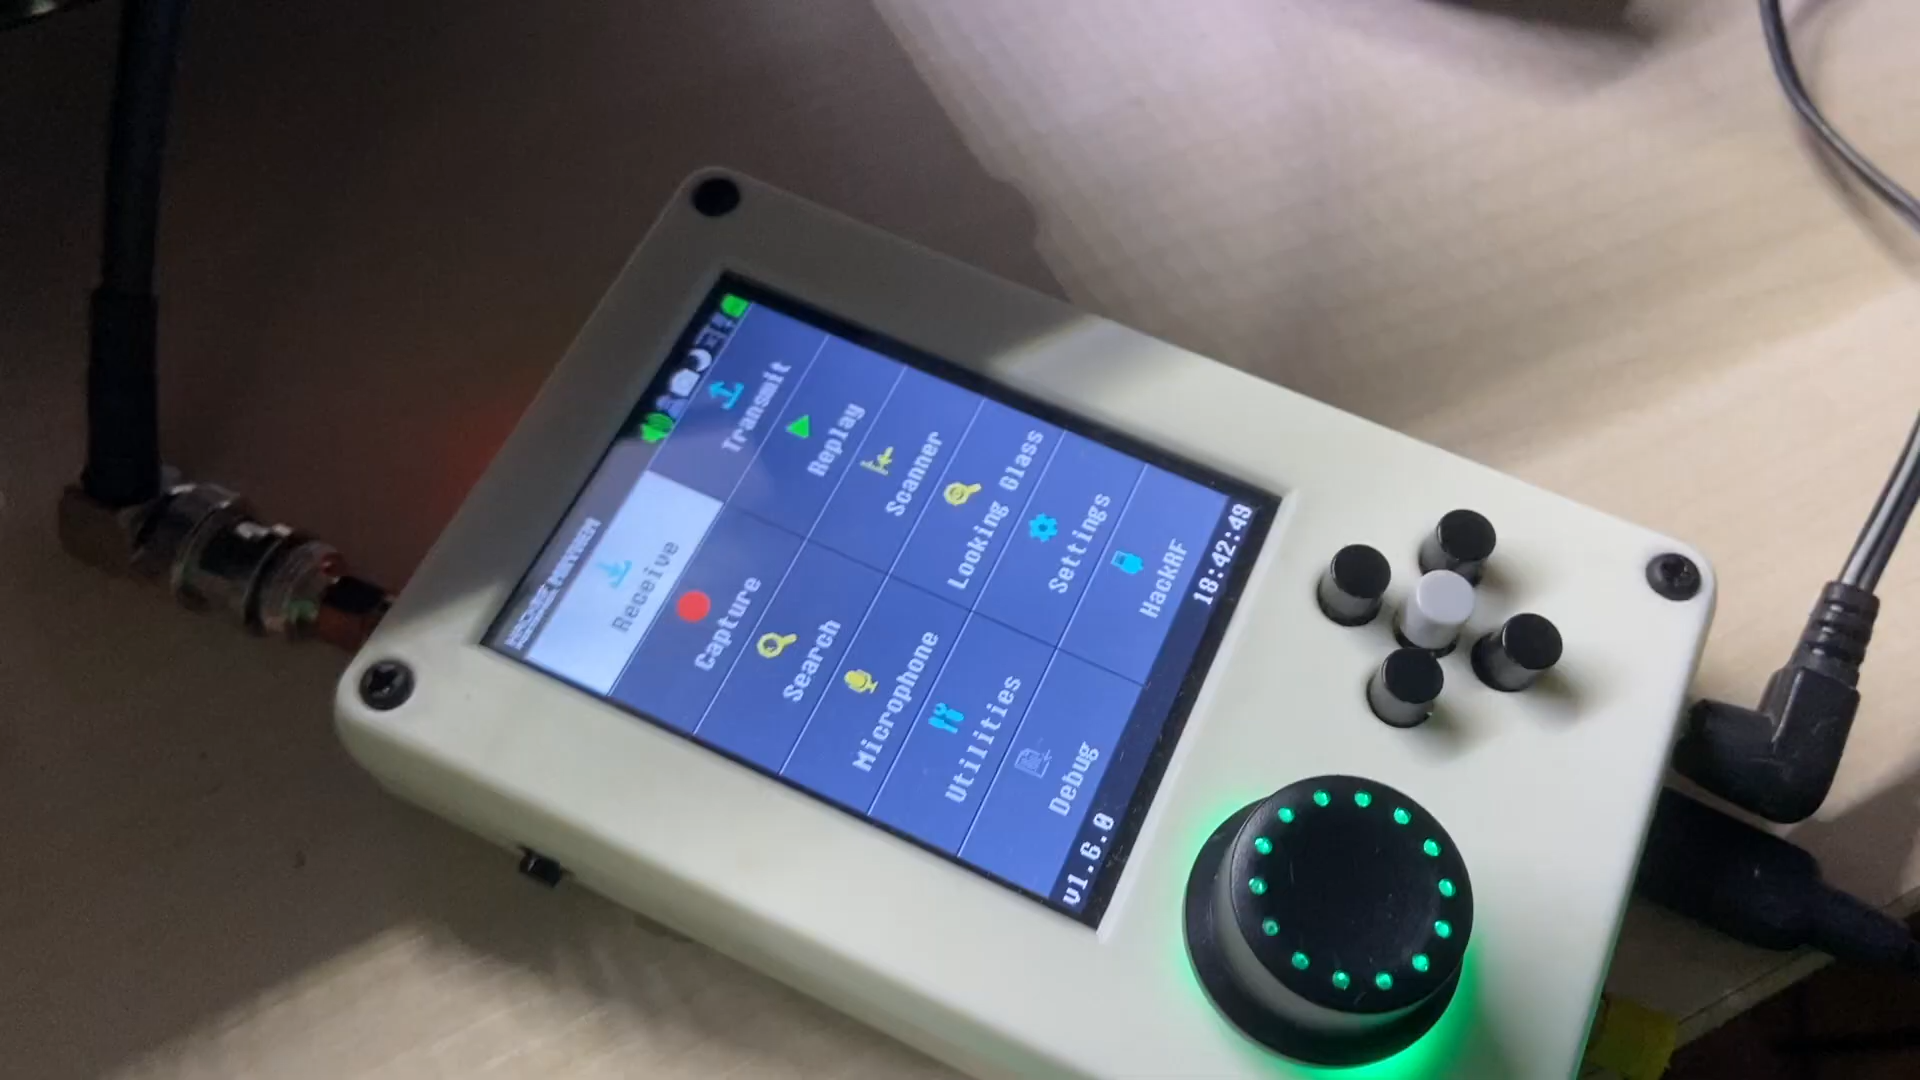 Receive Transmit
Capture Replay
Search Scanner
Microphone Looking Glass
Utilities Settings
Debug HackRF
v1.6.0 18:42:49